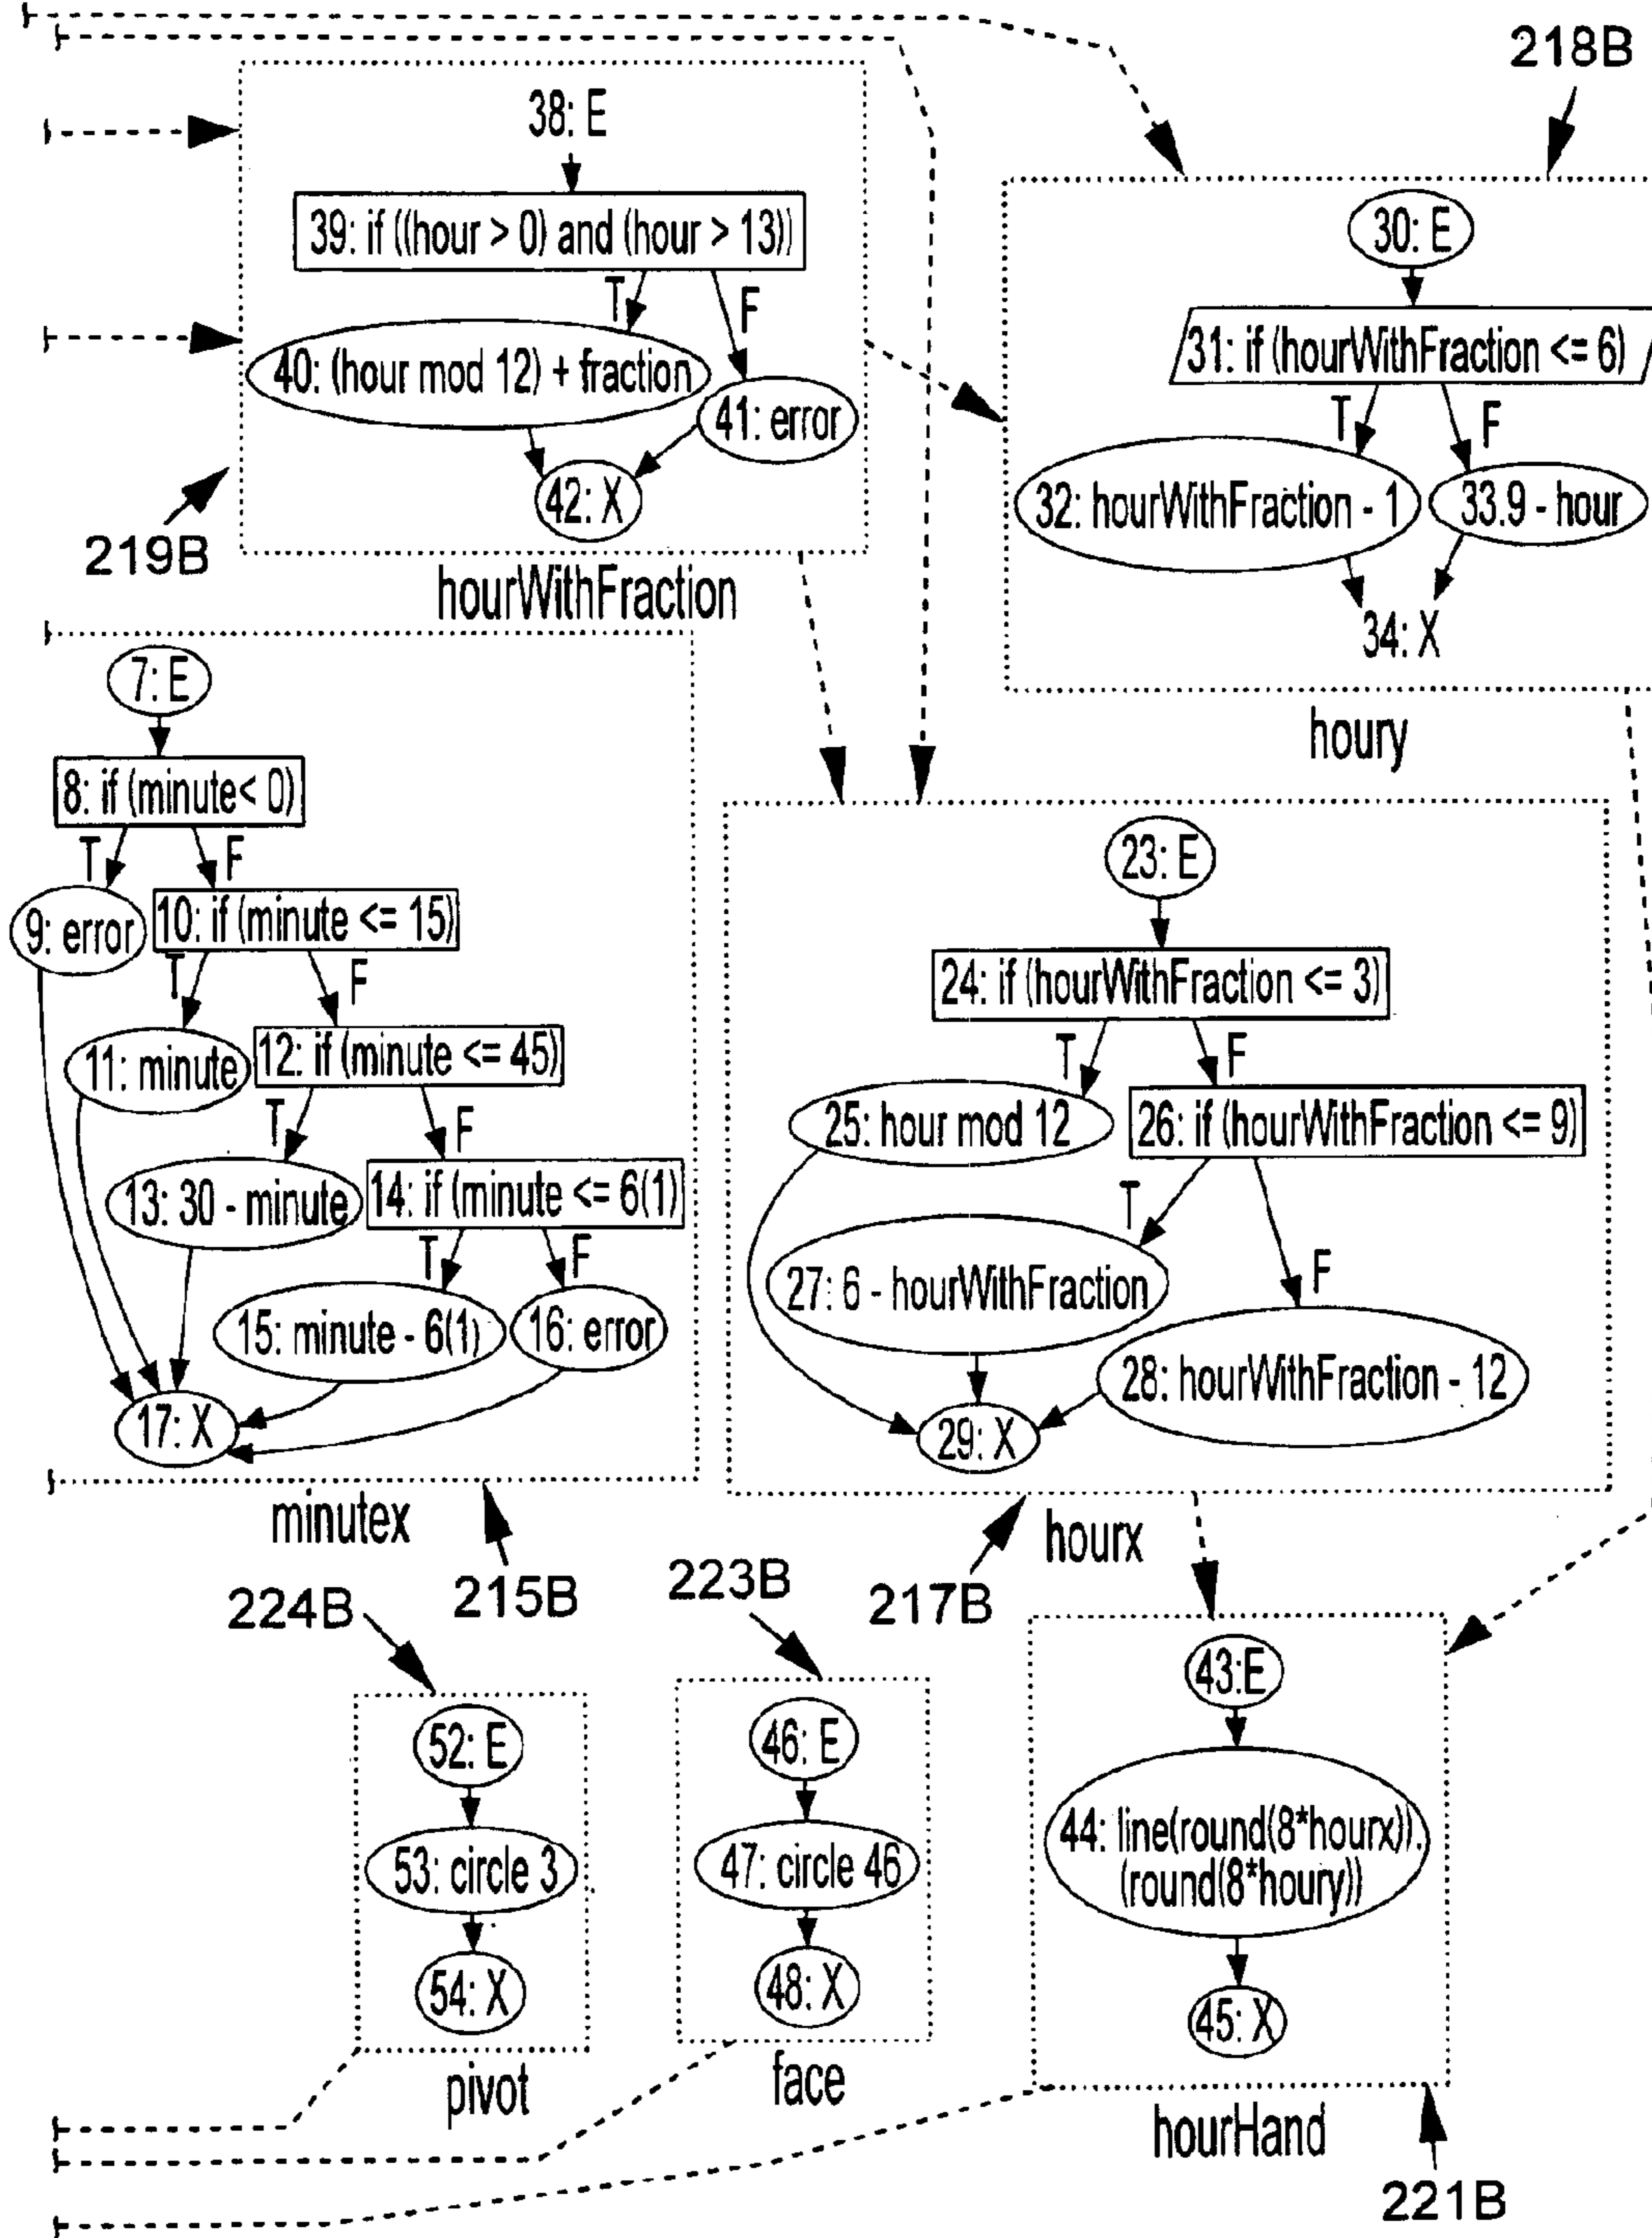 218B
38: E
39: if ((hour > 0) and (hour > 13))
T
F
40: (hour mod 12) + fraction
41: error
42: X
219B
hourWithFraction
30: E
31: if (hourWithFraction <= 6)
T
F
32: hourWithFraction - 1
33.9 - hour
34: X
houry
7: E
8: if (minute< 0)
T
F
9: error
10: if (minute <= 15)
T
F
11: minute
12: if (minute <= 45)
T
F
13: 30 - minute
14: if (minute <= 6(1)
T
F
15: minute - 6(1)
16: error
17: X
minutex
215B
23: E
24: if (hourWithFraction <= 3)
T
F
25: hour mod 12
26: if (hourWithFraction <= 9)
T
F
27: 6 - hourWithFraction
28: hourWithFraction - 12
29: X
hourx
217B
224B
52: E
53: circle 3
54: X
pivot
223B
46: E
47: circle 46
48: X
face
43:E
44: line(round(8*hourx)).
(round(8*houry))
45: X
hourHand
221B